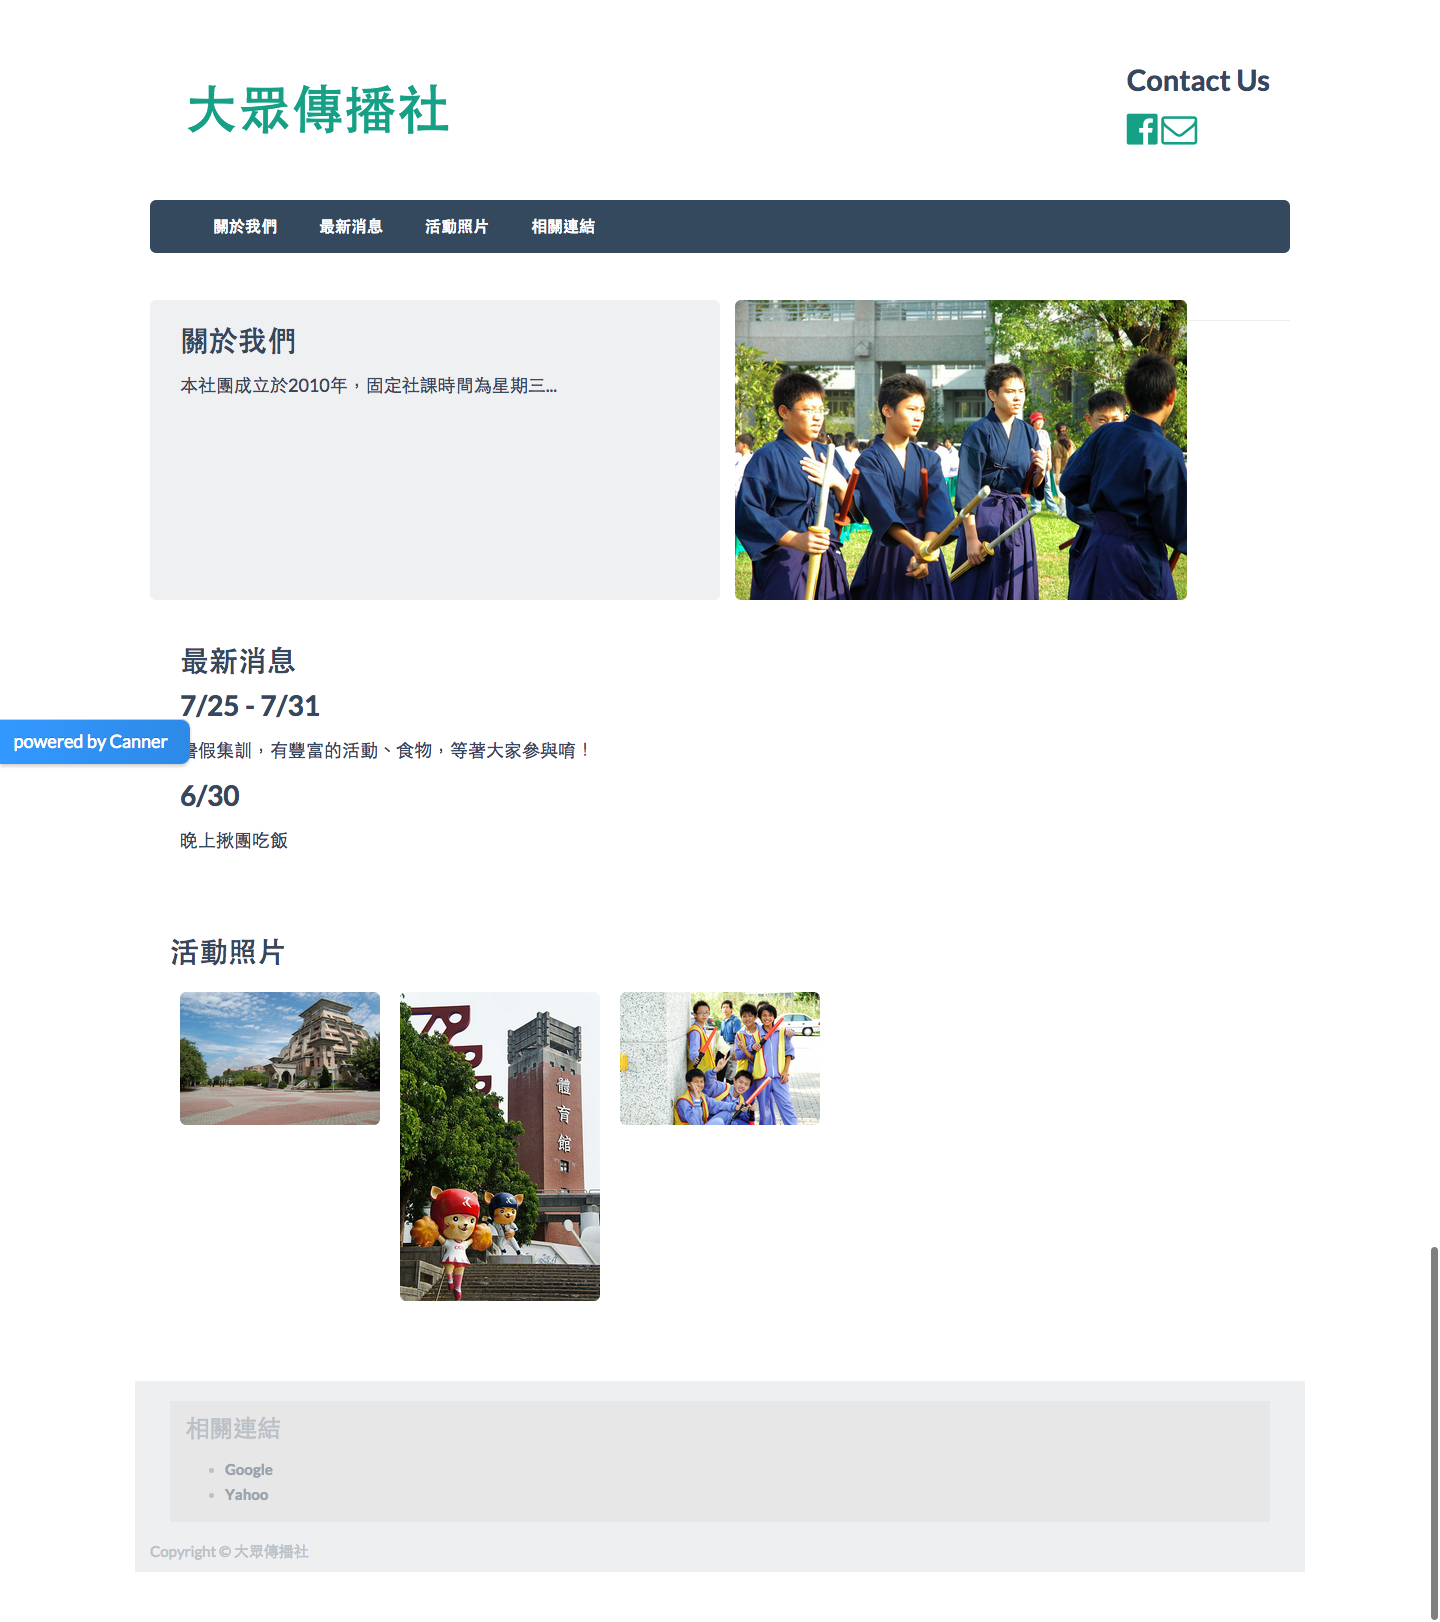 大眾傳播社
Contact Us
關於我們 最新消息 活動照片 相關連結
關於我們
本社團成立於2010年，固定社課時間為星期三...
最新消息
7/25 - 7/31
powered by Canner
暑假集訓，有豐富的活動、食物，等著大家參與唷！
6/30
晚上揪團吃飯
活動照片
體育館
相關連結
Google
Yahoo
Copyright © 大眾傳播社